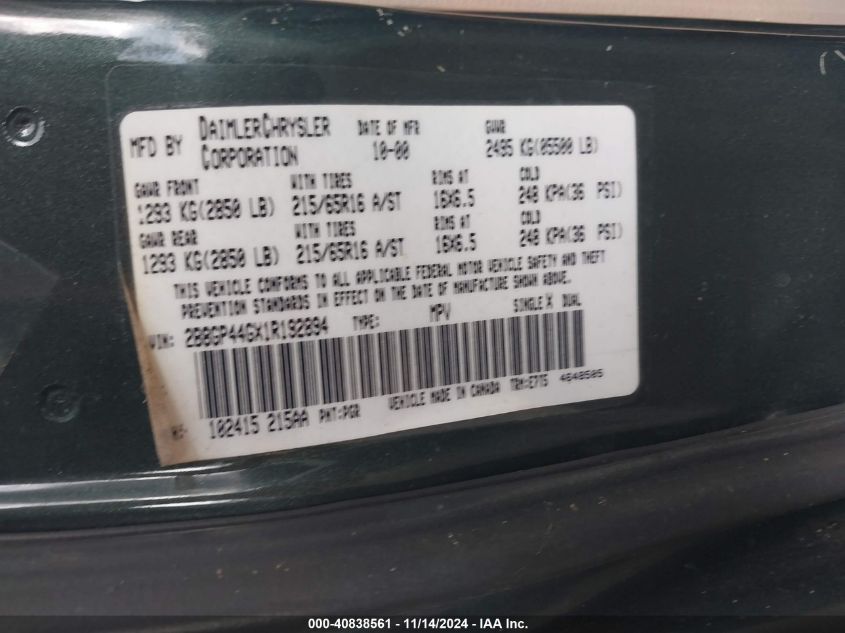 MFD BY DAIMLERCHRYSLER CORPORATION DATE OF MFR 10-00 GVWR 2495 KG(05500 LB)
GAWR FRONT WITH TIRES RIMS AT COLD
1293 KG(2850 LB) 215/65R16 A/ST 16X6.5 248 KPA(36 PSI)
GAWR REAR WITH TIRES RIMS AT COLD
1293 KG(2850 LB) 215/65R16 A/ST 16X6.5 248 KPA(36 PSI)
THIS VEHICLE CONFORMS TO ALL APPLICABLE FEDERAL MOTOR VEHICLE SAFETY AND THEFT
PREVENTION STANDARDS IN EFFECT ON THE DATE OF MANUFACTURE SHOWN ABOVE.
VIN: 2B8GP44GX1R192894 TYPE: MPV SINGLE X DUAL
102415 215AA PNT:PGR VEHICLE MADE IN CANADA TRM:E7T5 4648505
000-40838561 - 11/14/2024 - IAA Inc.